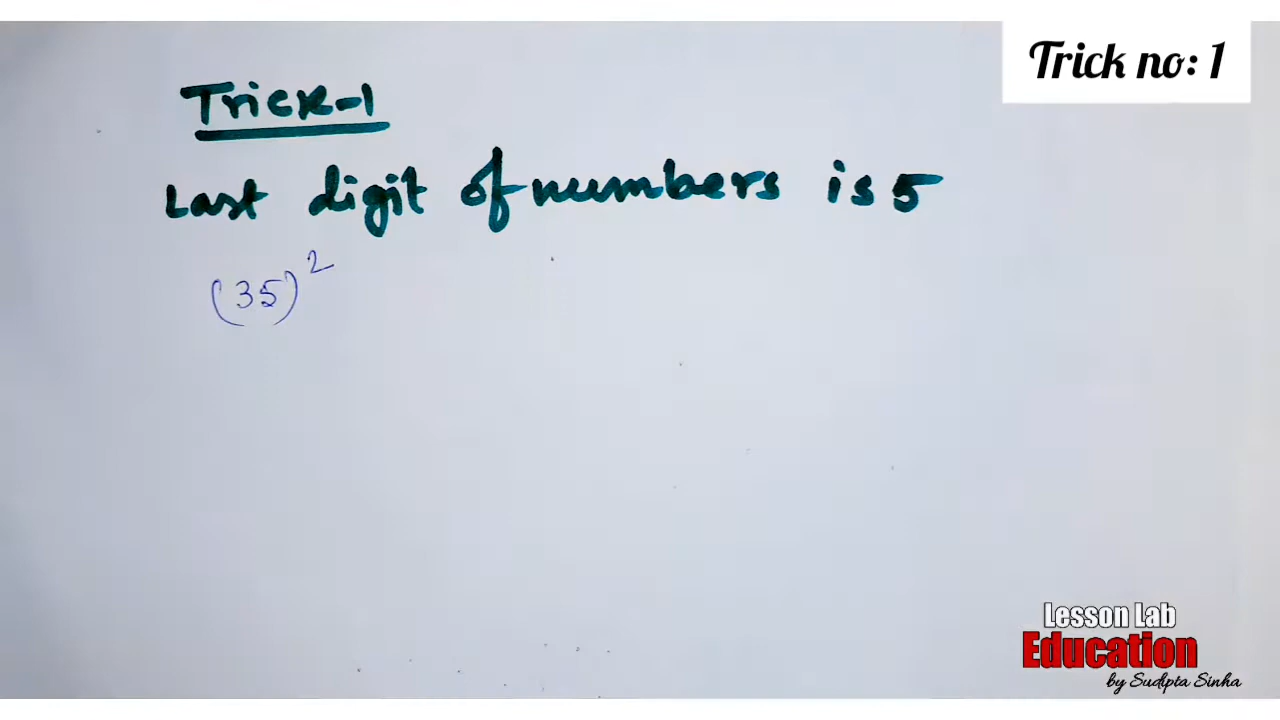 Trick no: 1
Trick-1
Last digit of numbers is 5
(35)²
Lesson Lab
Education
by Sudipta Sinha